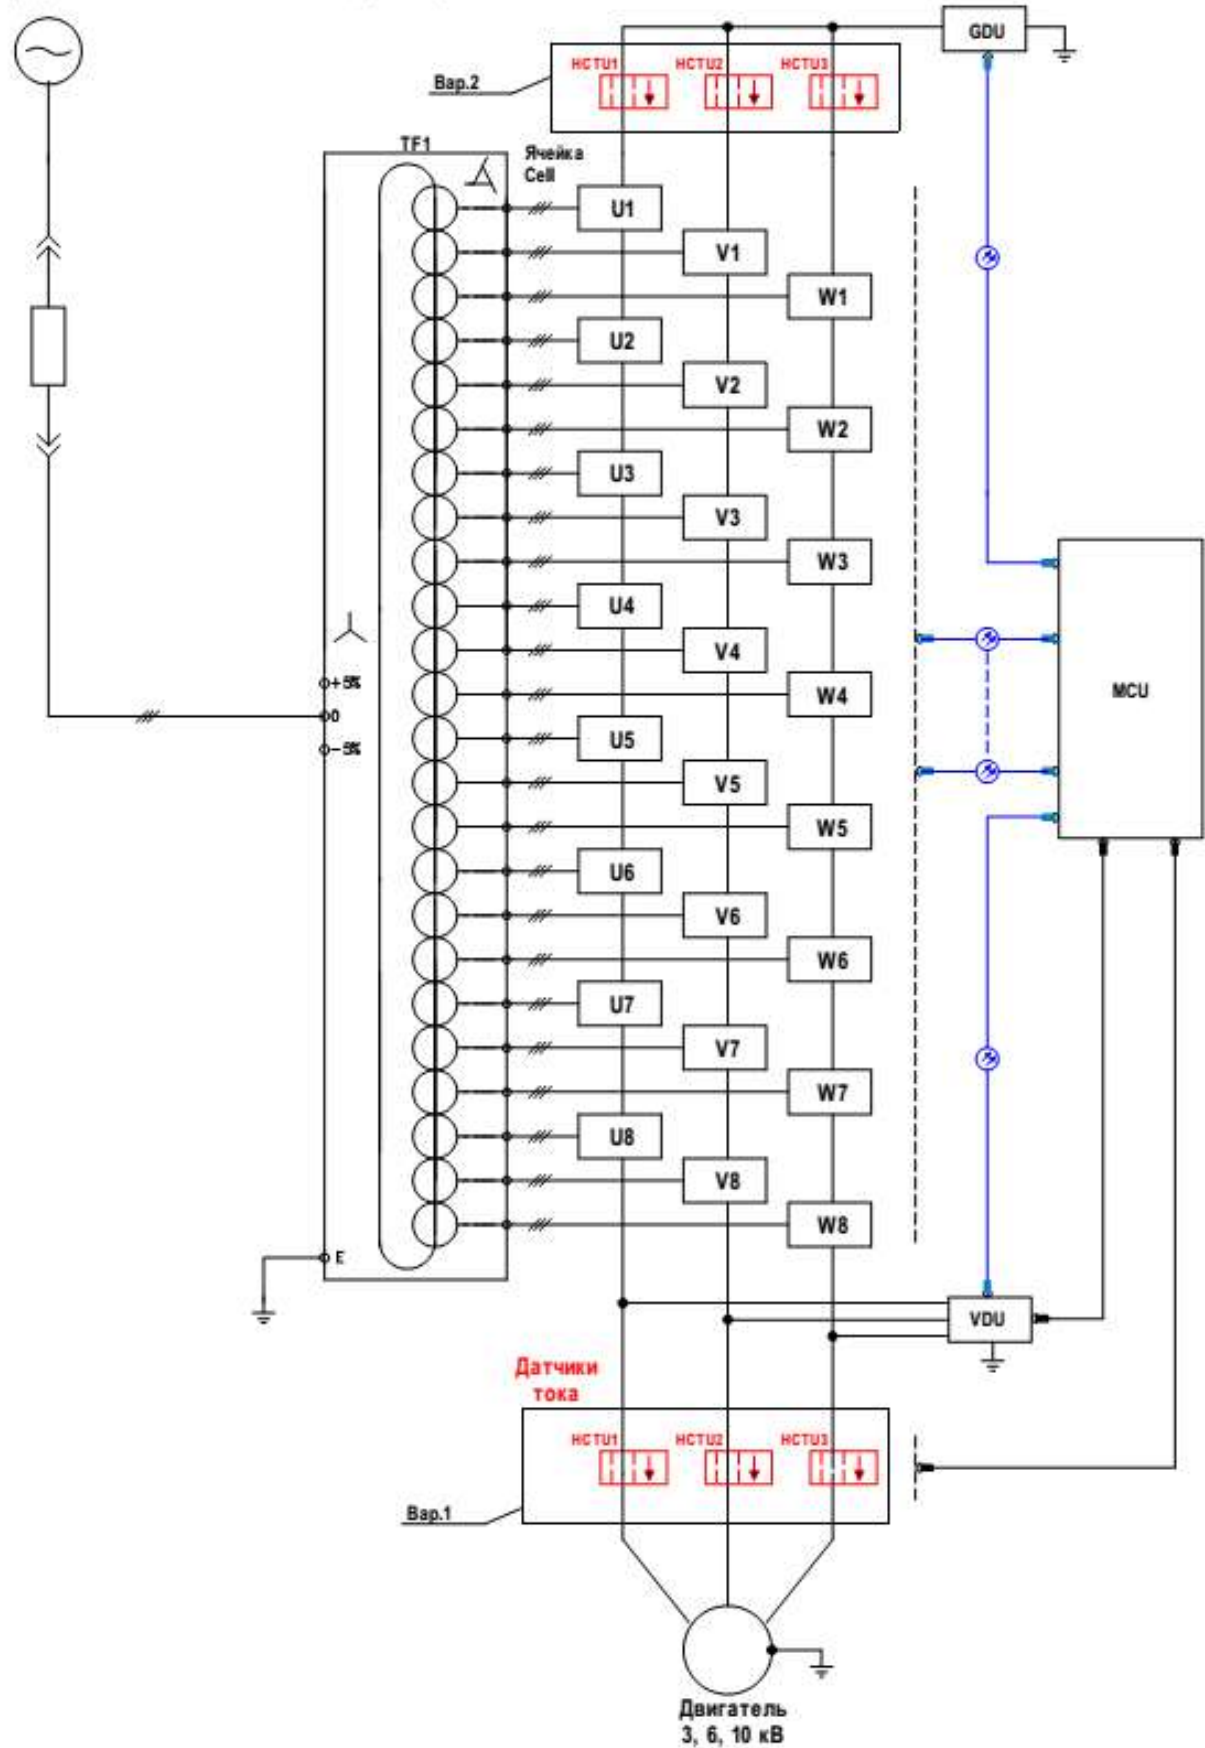 GDU
HCTU1
HCTU2
HCTU3
Вар.2
TF1
Ячейка
Cell
U1
V1
W1
U2
V2
W2
U3
V3
W3
U4
V4
W4
U5
V5
W5
U6
V6
W6
U7
V7
W7
U8
V8
W8
+5%
0
-5%
E
MCU
VDU
Датчики
тока
HCTU1
HCTU2
HCTU3
Вар.1
Двигатель
3, 6, 10 кВ